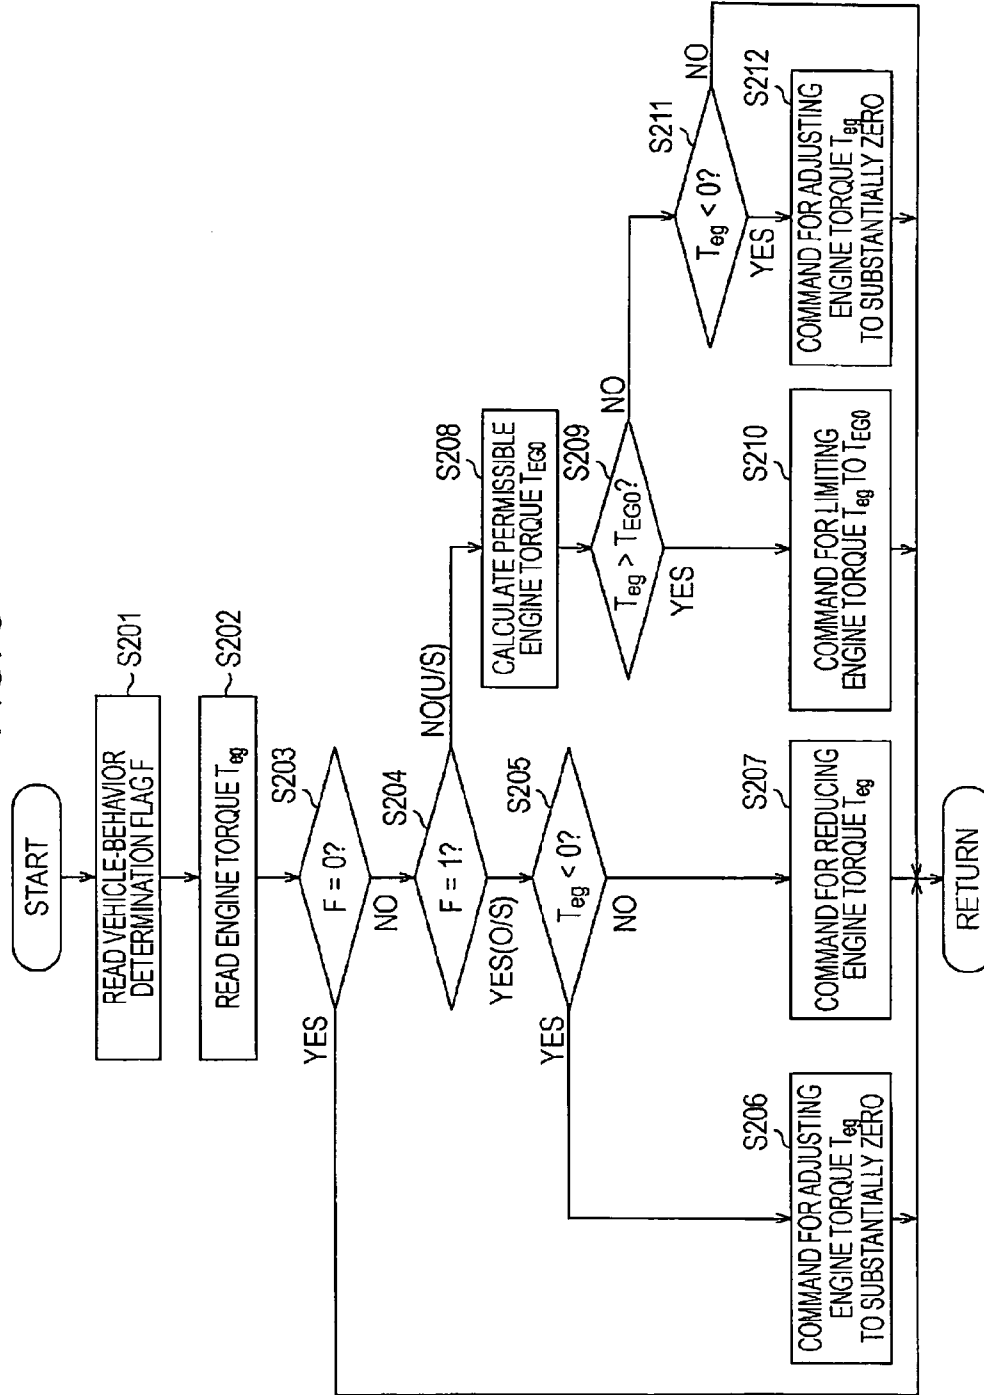 START
READ VEHICLE-BEHAVIOR
DETERMINATION FLAG F
S201
READ ENGINE TORQUE Teg
S202
F = 0?
S203
YES
NO
F = 1?
S204
YES(O/S)
NO(U/S)
Teg < 0?
S205
YES
NO
S206
COMMAND FOR ADJUSTING
ENGINE TORQUE Teg
TO SUBSTANTIALLY ZERO
S207
COMMAND FOR REDUCING
ENGINE TORQUE Teg
S208
CALCULATE PERMISSIBLE
ENGINE TORQUE TEG0
S209
Teg > TEG0?
YES
NO
S210
COMMAND FOR LIMITING
ENGINE TORQUE Teg TO TEG0
S211
Teg < 0?
YES
NO
S212
COMMAND FOR ADJUSTING
ENGINE TORQUE Teg
TO SUBSTANTIALLY ZERO
RETURN